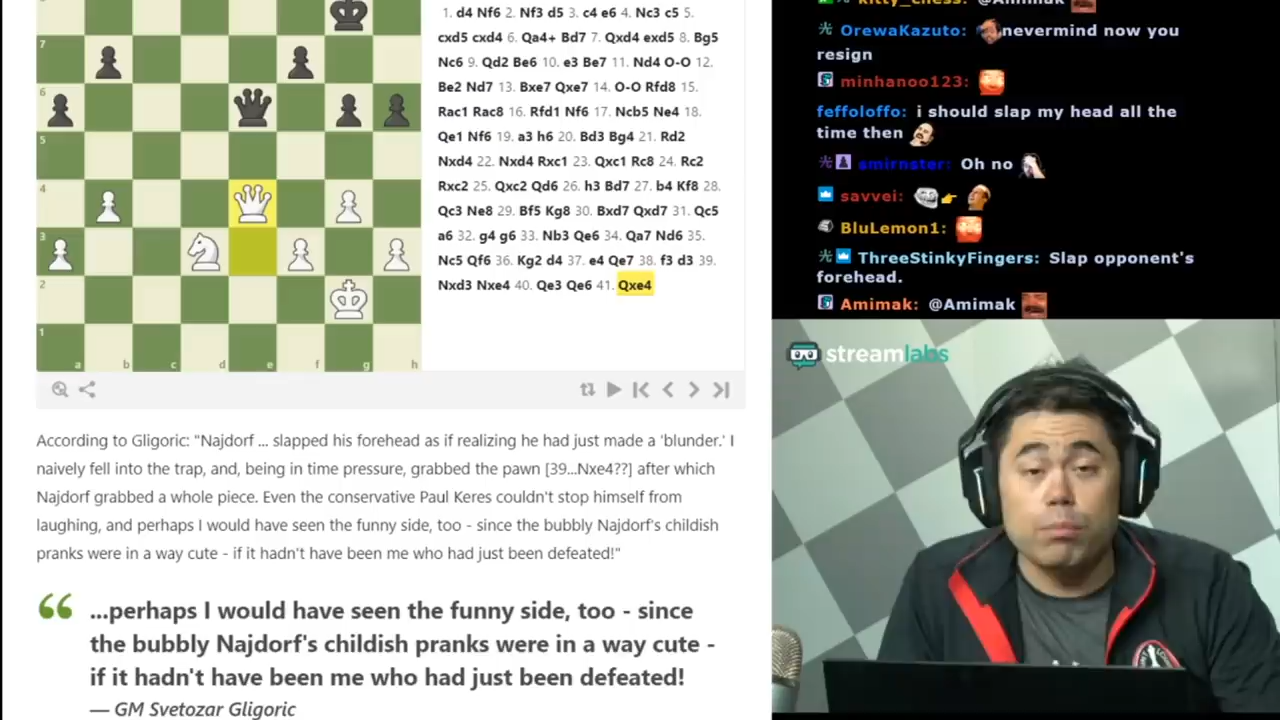 1. d4 Nf6 2. Nf3 d5 3. c4 e6 4. Nc3 c5 5.
cxd5 cxd4 6. Qa4+ Bd7 7. Qxd4 exd5 8. Bg5
Nc6 9. Qd2 Be6 10. e3 Be7 11. Nd4 O-O 12.
Be2 Nd7 13. Bxe7 Qxe7 14. O-O Rfd8 15.
Rac1 Rac8 16. Rfd1 Nf6 17. Ncb5 Ne4 18.
Qe1 Nf6 19. a3 h6 20. Bd3 Bg4 21. Rd2
Nxd4 22. Nxd4 Rxc1 23. Qxc1 Rc8 24. Rc2
Rxc2 25. Qxc2 Qd6 26. h3 Bd7 27. b4 Kf8 28.
Qc3 Ne8 29. Bf5 Kg8 30. Bxd7 Qxd7 31. Qc5
a6 32. g4 g6 33. Nb3 Qe6 34. Qa7 Nd6 35.
Nc5 Qf6 36. Kg2 d4 37. e4 Qe7 38. f3 d3 39.
Nxd3 Nxe4 40. Qe3 Qe6 41. Qxe4
7
6
5
4
3
2
1
a b c d e f g h
According to Gligoric: "Najdorf ... slapped his forehead as if realizing he had just made a 'blunder.' I
naively fell into the trap, and, being in time pressure, grabbed the pawn [39...Nxe4??] after which
Najdorf grabbed a whole piece. Even the conservative Paul Keres couldn't stop himself from
laughing, and perhaps I would have seen the funny side, too - since the bubbly Najdorf's childish
pranks were in a way cute - if it hadn't have been me who had just been defeated!"
“ ...perhaps I would have seen the funny side, too - since
the bubbly Najdorf's childish pranks were in a way cute -
if it hadn't have been me who had just been defeated!
— GM Svetozar Gligoric
kitty_chess: @Amimak
OrewaKazuto: nevermind now you
resign
minhanoo123:
feffoloffo: i should slap my head all the
time then
smirnster: Oh no
savvei:
BluLemon1:
ThreeStinkyFingers: Slap opponent's
forehead.
Amimak: @Amimak
streamlabs